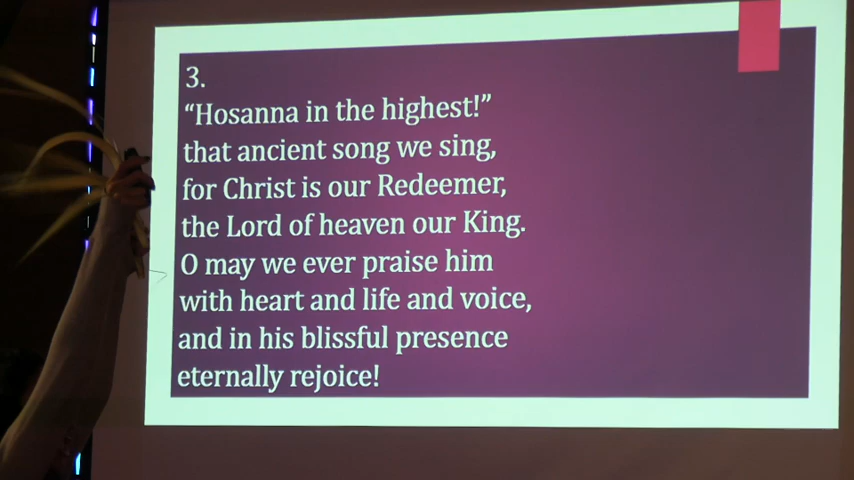 3.
“Hosanna in the highest!”
that ancient song we sing,
for Christ is our Redeemer,
the Lord of heaven our King.
O may we ever praise him
with heart and life and voice,
and in his blissful presence
eternally rejoice!